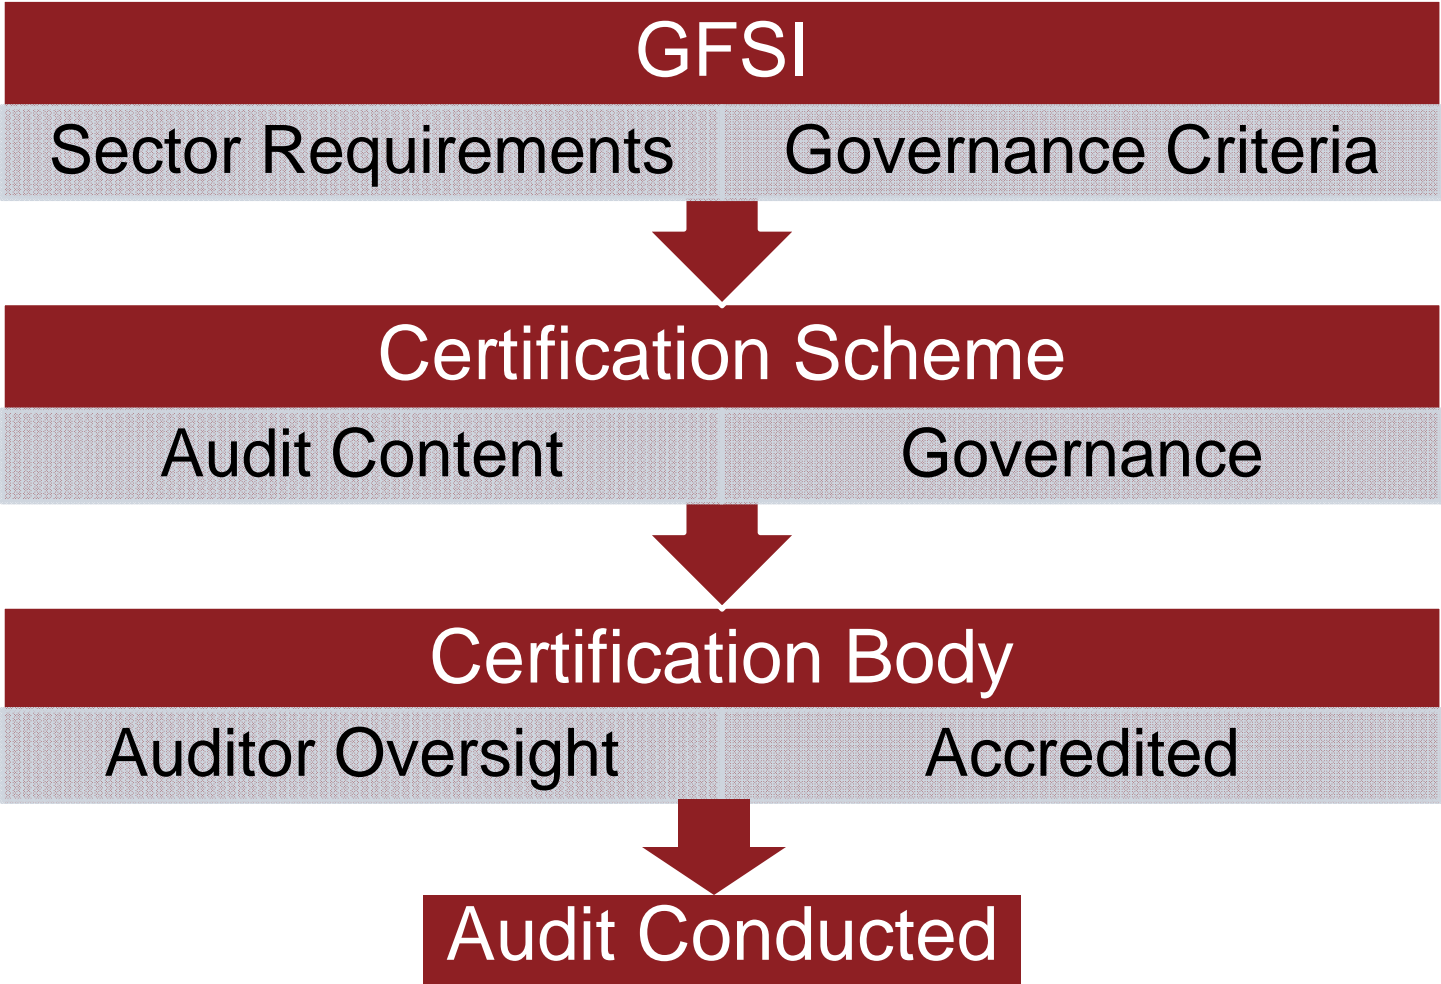 GFSI
Sector Requirements Governance Criteria
Certification Scheme
Audit Content Governance
Certification Body
Auditor Oversight Accredited
Audit Conducted